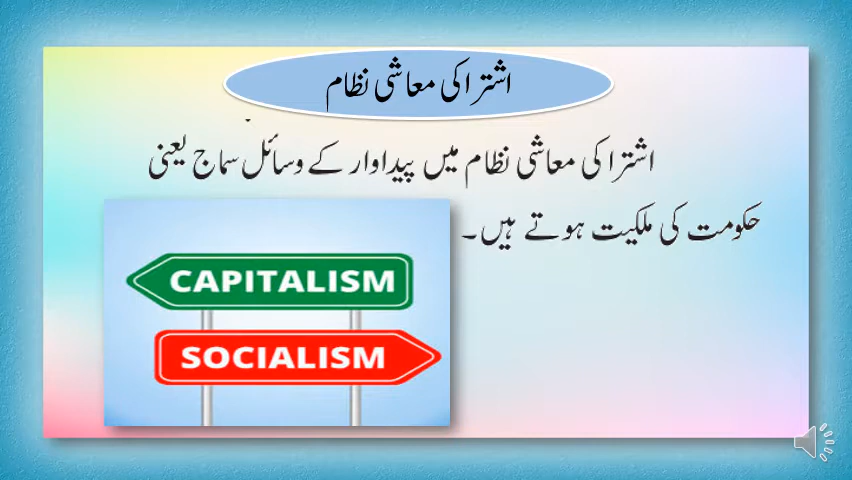 اشتراکی معاشی نظام
اشتراکی معاشی نظام میں پیداوار کے وسائل سماج یعنی
حکومت کی ملکیت ہوتے ہیں۔
CAPITALISM
SOCIALISM